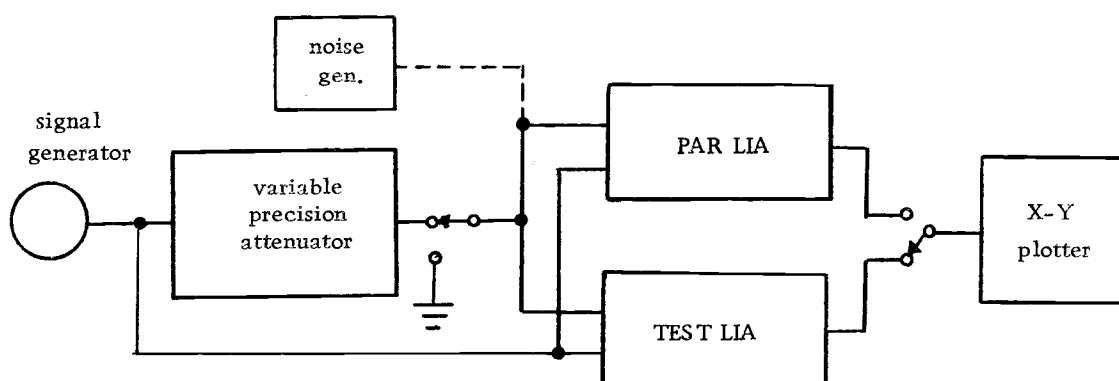 noise
gen.
signal
generator
variable
precision
attenuator
PAR LIA
TEST LIA
X-Y
plotter